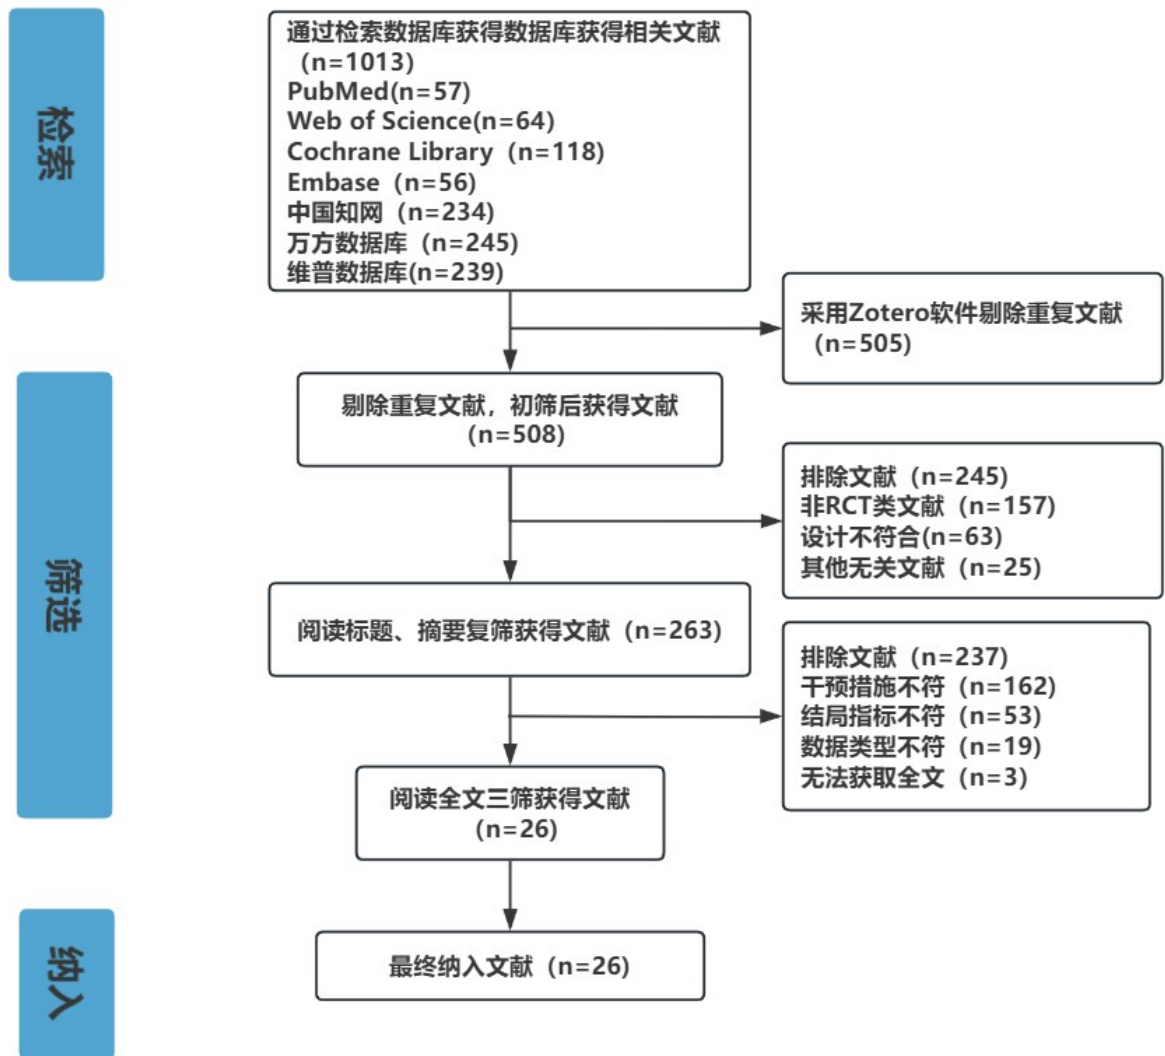 检索
通过检索数据库获得数据库获得相关文献
（n=1013)
PubMed(n=57)
Web of Science(n=64)
Cochrane Library（n=118)
Embase（n=56)
中国知网（n=234)
万方数据库（n=245)
维普数据库(n=239)
采用Zotero软件剔除重复文献
（n=505)
筛选
剔除重复文献，初筛后获得文献
(n=508)
排除文献（n=245)
非RCT类文献（n=157)
设计不符合(n=63)
其他无关文献（n=25)
阅读标题、摘要复筛获得文献（n=263)
排除文献（n=237)
干预措施不符（n=162)
结局指标不符（n=53)
数据类型不符（n=19)
无法获取全文（n=3)
阅读全文三筛获得文献
(n=26)
纳入
最终纳入文献（n=26)